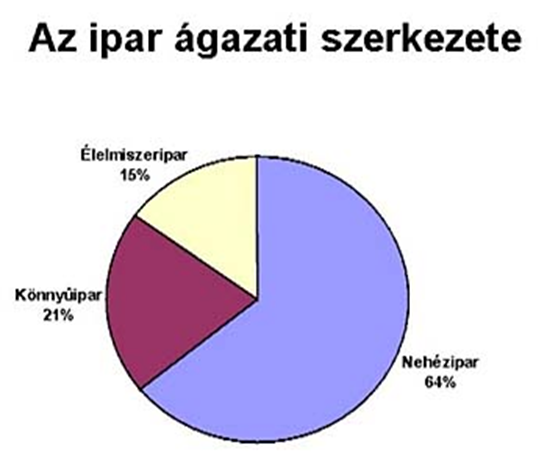 Az ipar ágazati szerkezete
Élelmiszeripar
15%
Könnyűipar
21%
Nehézipar
64%